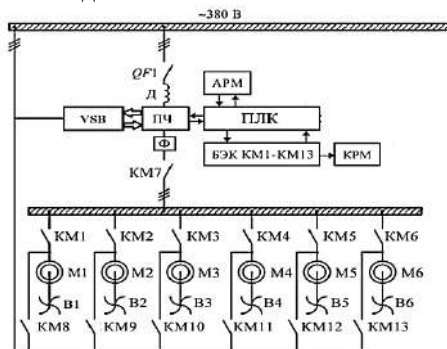 ~380 В
QF1
Д
АРМ
VSB
ПЧ
ПЛК
Ф
БЭК КМ1-КМ13
КРМ
КМ7
КМ1 КМ2 КМ3 КМ4 КМ5 КМ6
М1 М2 М3 М4 М5 М6
В1 В2 В3 В4 В5 В6
КМ8 КМ9 КМ10 КМ11 КМ12 КМ13